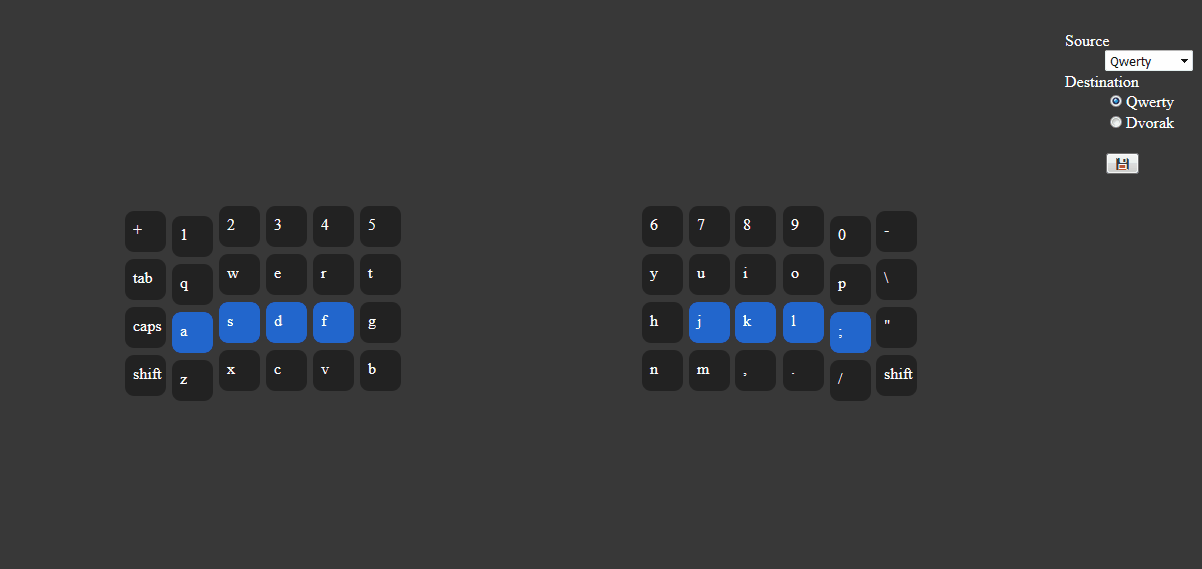 Source
Qwerty
Destination
Qwerty
Dvorak
+ 1 2 3 4 5 6 7 8 9 0 -
tab q w e r t y u i o p \
caps a s d f g h j k l ; "
shift z x c v b n m , . / shift